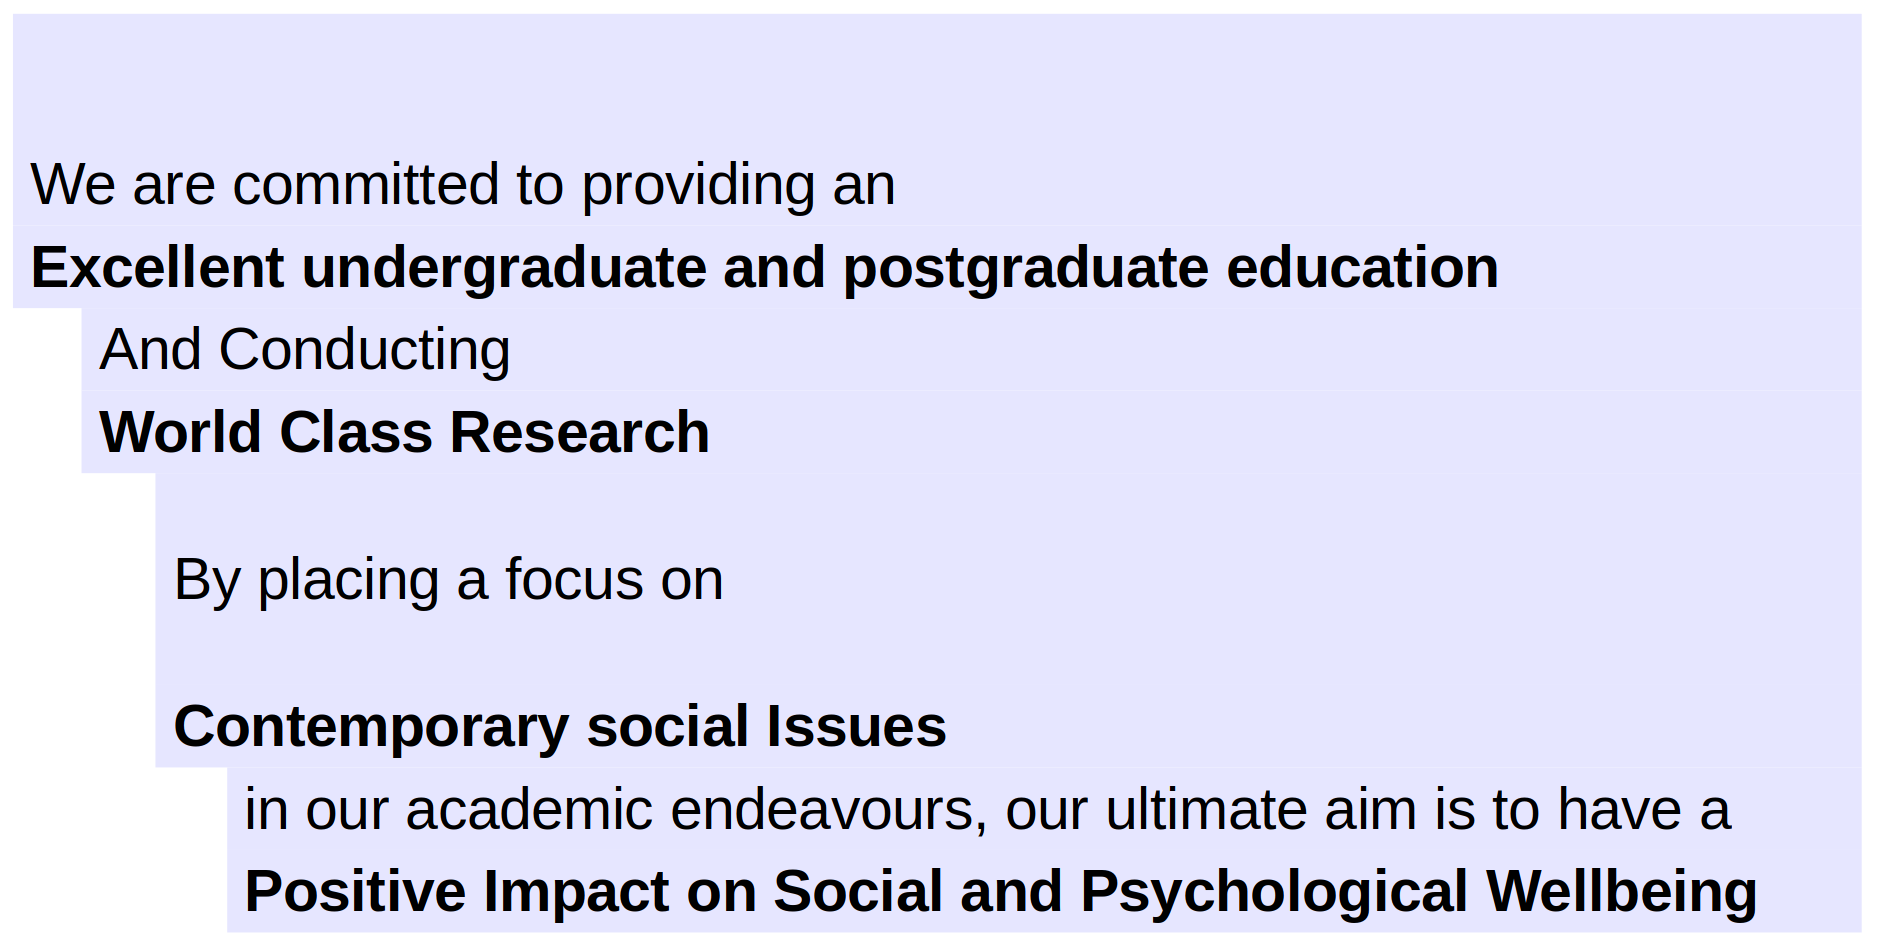 We are committed to providing an
Excellent undergraduate and postgraduate education
And Conducting
World Class Research
By placing a focus on
Contemporary social Issues
in our academic endeavours, our ultimate aim is to have a
Positive Impact on Social and Psychological Wellbeing